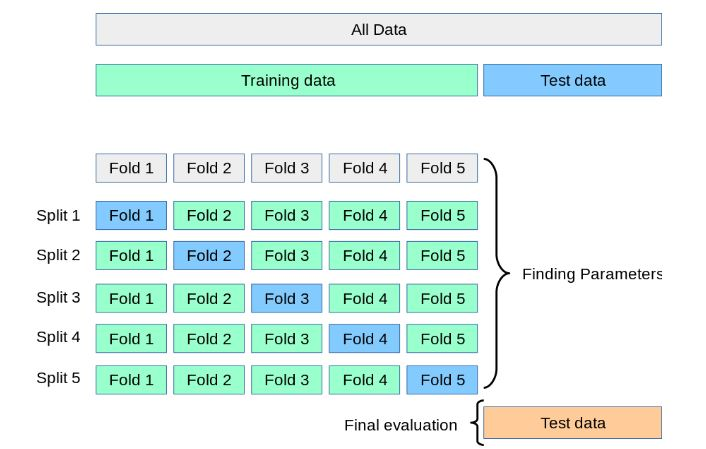 All Data
Training data Test data
Fold 1 Fold 2 Fold 3 Fold 4 Fold 5
Split 1 Fold 1 Fold 2 Fold 3 Fold 4 Fold 5
Split 2 Fold 1 Fold 2 Fold 3 Fold 4 Fold 5
Finding Parameters
Split 3 Fold 1 Fold 2 Fold 3 Fold 4 Fold 5
Split 4 Fold 1 Fold 2 Fold 3 Fold 4 Fold 5
Split 5 Fold 1 Fold 2 Fold 3 Fold 4 Fold 5
Final evaluation Test data